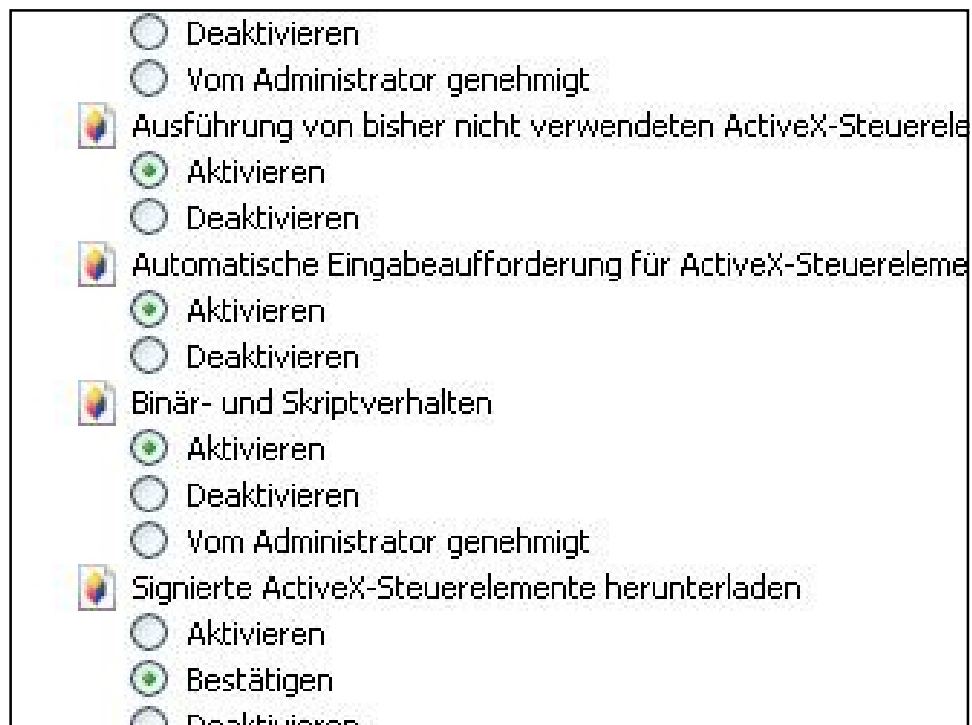 Deaktivieren
Vom Administrator genehmigt
Ausführung von bisher nicht verwendeten ActiveX-Steuerele
Aktivieren
Deaktivieren
Automatische Eingabeaufforderung für ActiveX-Steuereleme
Aktivieren
Deaktivieren
Binär- und Skriptverhalten
Aktivieren
Deaktivieren
Vom Administrator genehmigt
Signierte ActiveX-Steuerelemente herunterladen
Aktivieren
Bestätigen
Deaktivieren